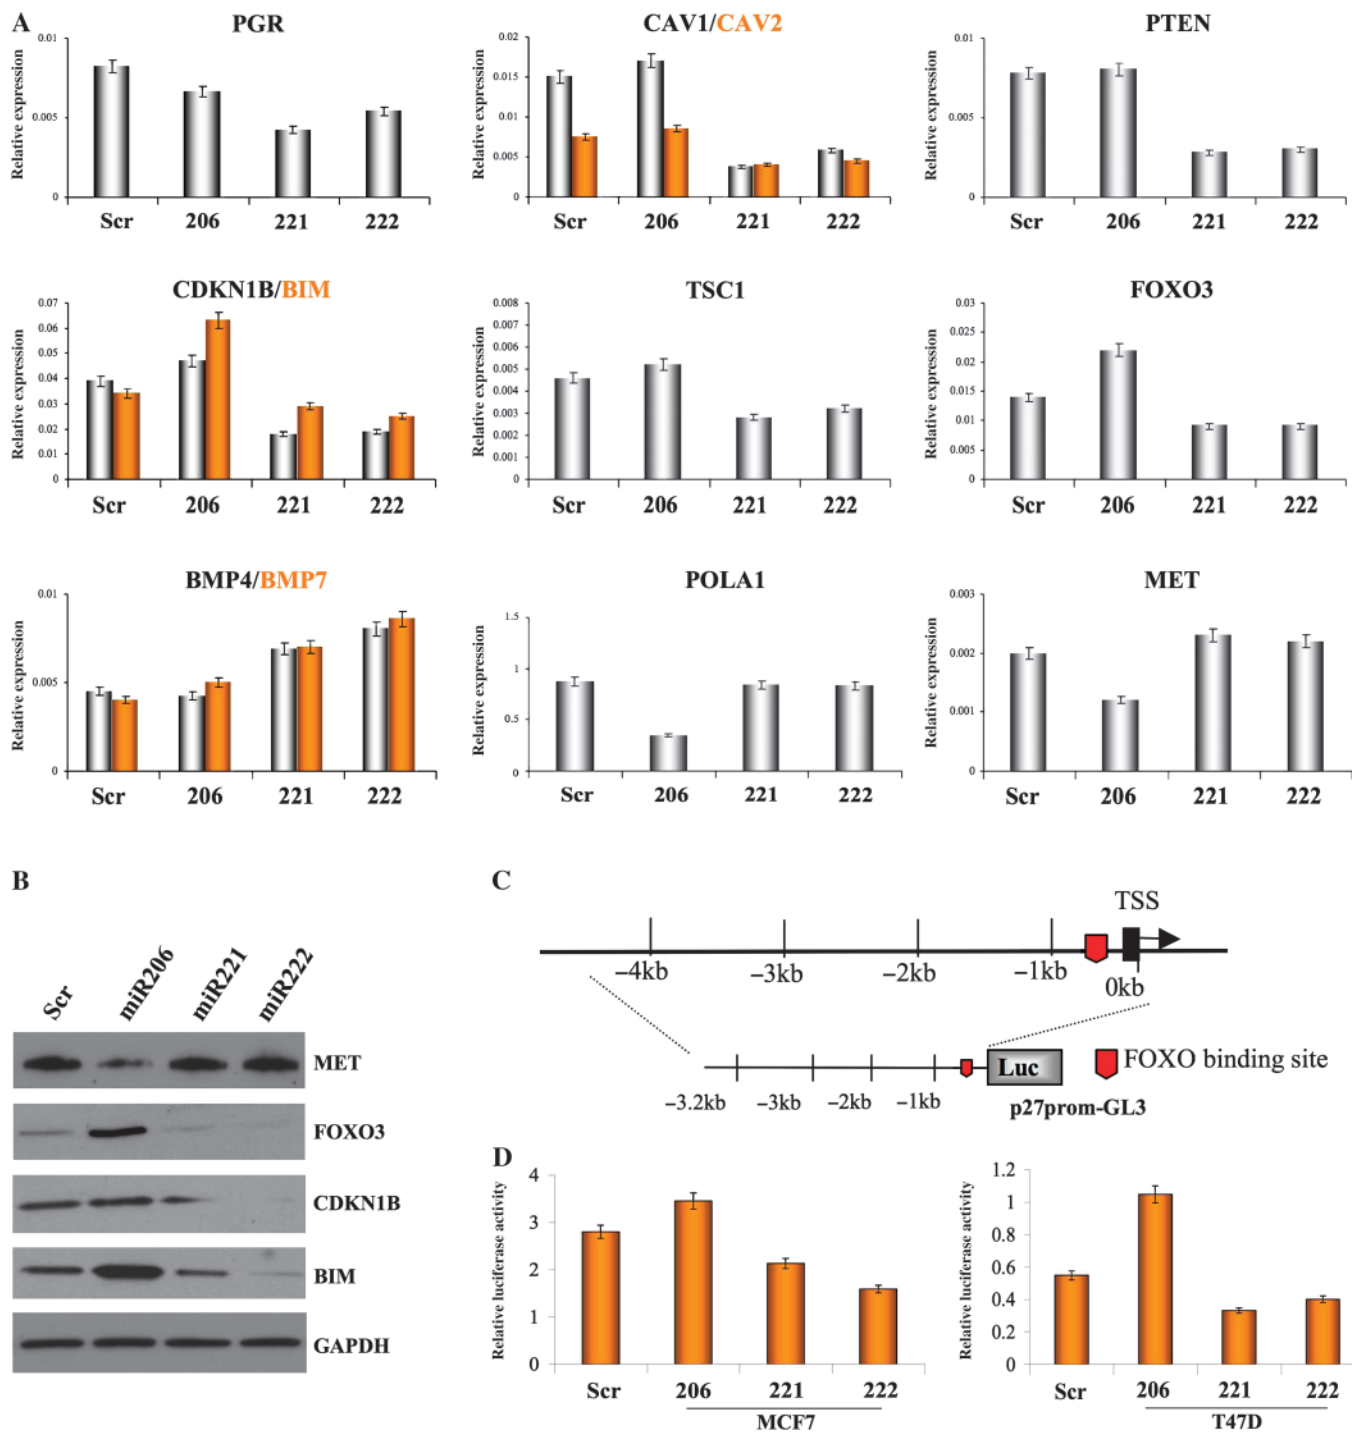 A
PGR
Relative expression
0.01
0.005
0
Scr 206 221 222
CAV1/CAV2
Relative expression
0.02
0.015
0.01
0.005
0
Scr 206 221 222
PTEN
Relative expression
0.01
0.005
0
Scr 206 221 222
CDKN1B/BIM
Relative expression
0.07
0.06
0.05
0.04
0.03
0.02
0.01
0
Scr 206 221 222
TSC1
Relative expression
0.008
0.007
0.006
0.005
0.004
0.003
0.002
0.001
0
Scr 206 221 222
FOXO3
Relative expression
0.03
0.025
0.02
0.015
0.01
0.005
0
Scr 206 221 222
BMP4/BMP7
Relative expression
0.01
0.005
0
Scr 206 221 222
POLA1
Relative expression
1.5
1
0.5
0
Scr 206 221 222
MET
Relative expression
0.003
0.002
0.001
0
Scr 206 221 222
B
Scr miR206 miR221 miR222
MET
FOXO3
CDKN1B
BIM
GAPDH
C
TSS
−4kb −3kb −2kb −1kb 0kb
Luc
FOXO binding site
−3.2kb −3kb −2kb −1kb
p27prom-GL3
D
Relative luciferase activity
4
3
2
1
0
Scr 206 221 222
MCF7
Relative luciferase activity
1.2
1
0.8
0.6
0.4
0.2
0
Scr 206 221 222
T47D